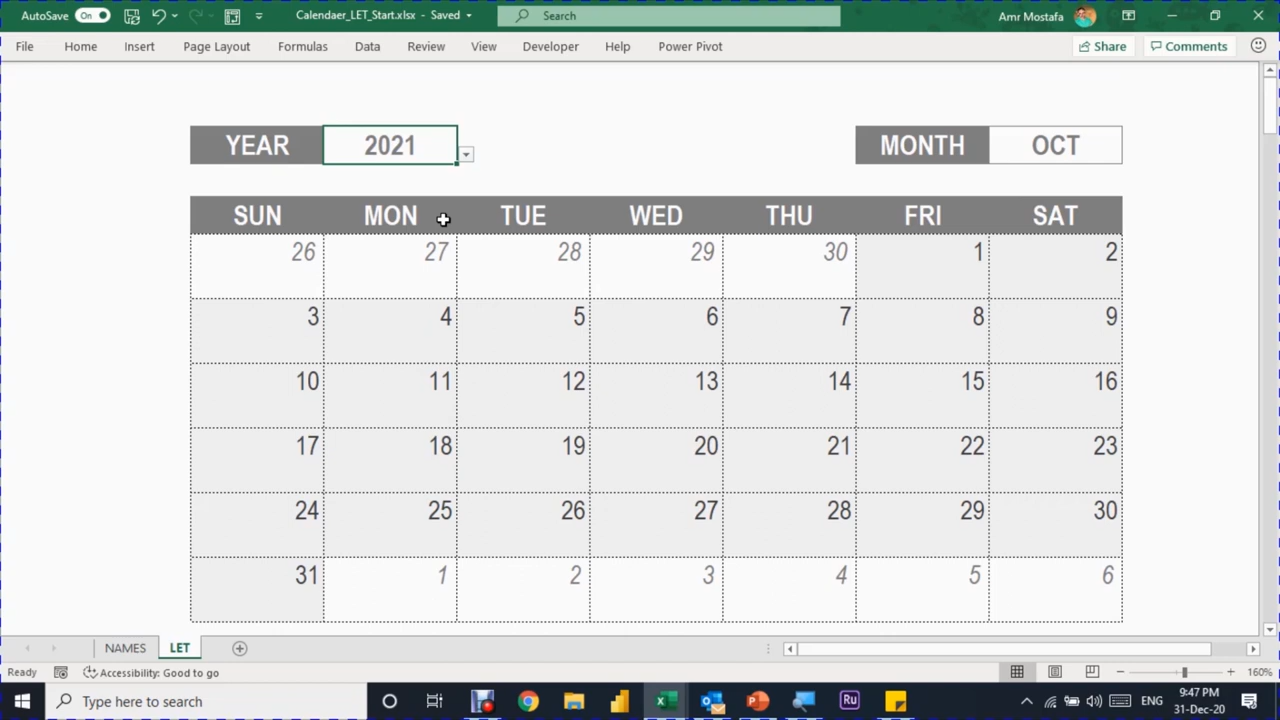 AutoSave On Calendaer_LET_Start.xlsx - Saved Search Amr Mostafa
File Home Insert Page Layout Formulas Data Review View Developer Help Power Pivot Share Comments
YEAR 2021 MONTH OCT
SUN MON TUE WED THU FRI SAT
26 27 28 29 30 1 2
3 4 5 6 7 8 9
10 11 12 13 14 15 16
17 18 19 20 21 22 23
24 25 26 27 28 29 30
31 1 2 3 4 5 6
NAMES LET
Ready Accessibility: Good to go 160%
Type here to search Ru ENG 9:47 PM
31-Dec-20